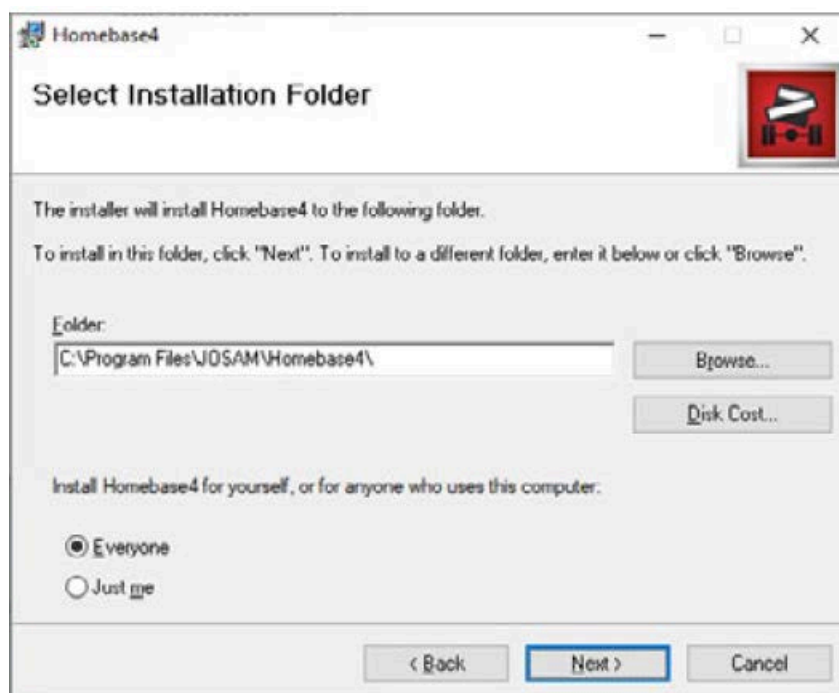 Homebase4
Select Installation Folder
The installer will install Homebase4 to the following folder.
To install in this folder, click "Next". To install to a different folder, enter it below or click "Browse".
Folder:
C:\Program Files\JOSAM\Homebase4\
Browse...
Disk Cost...
Install Homebase4 for yourself, or for anyone who uses this computer:
Everyone
Just me
< Back
Next >
Cancel